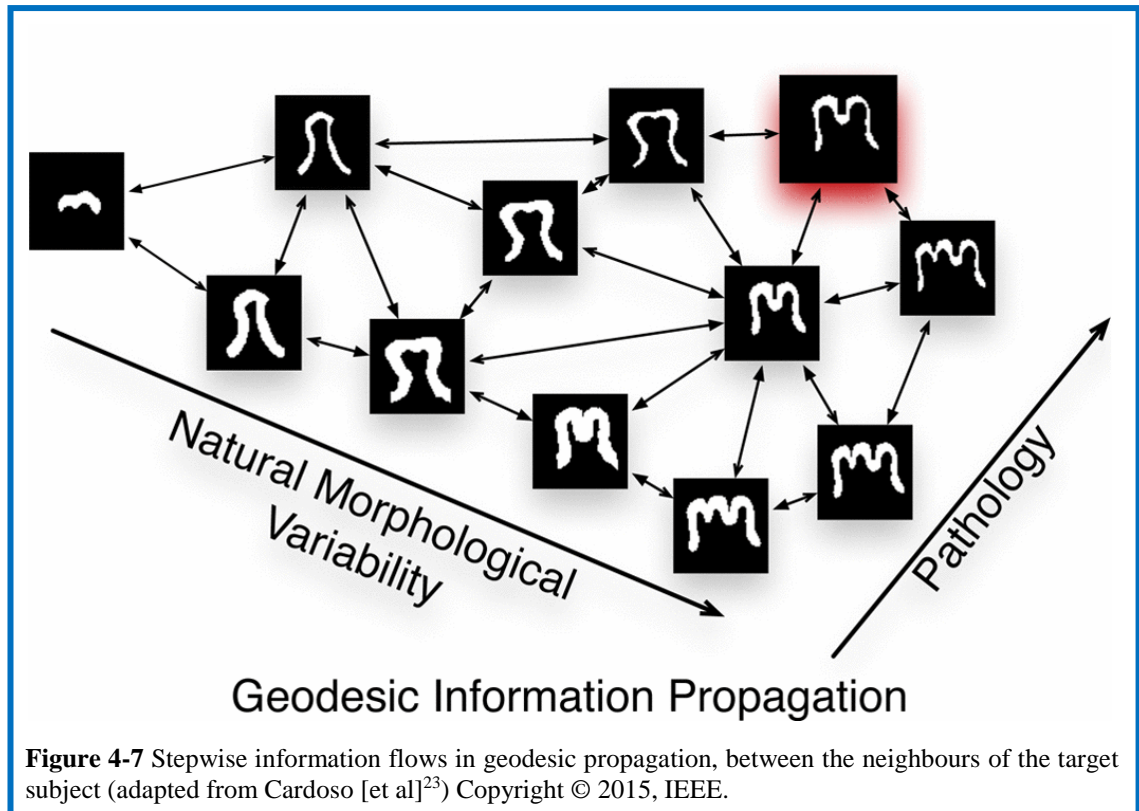 Natural Morphological
Variability
Pathology
Geodesic Information Propagation
Figure 4-7 Stepwise information flows in geodesic propagation, between the neighbours of the target
subject (adapted from Cardoso [et al]23) Copyright © 2015, IEEE.